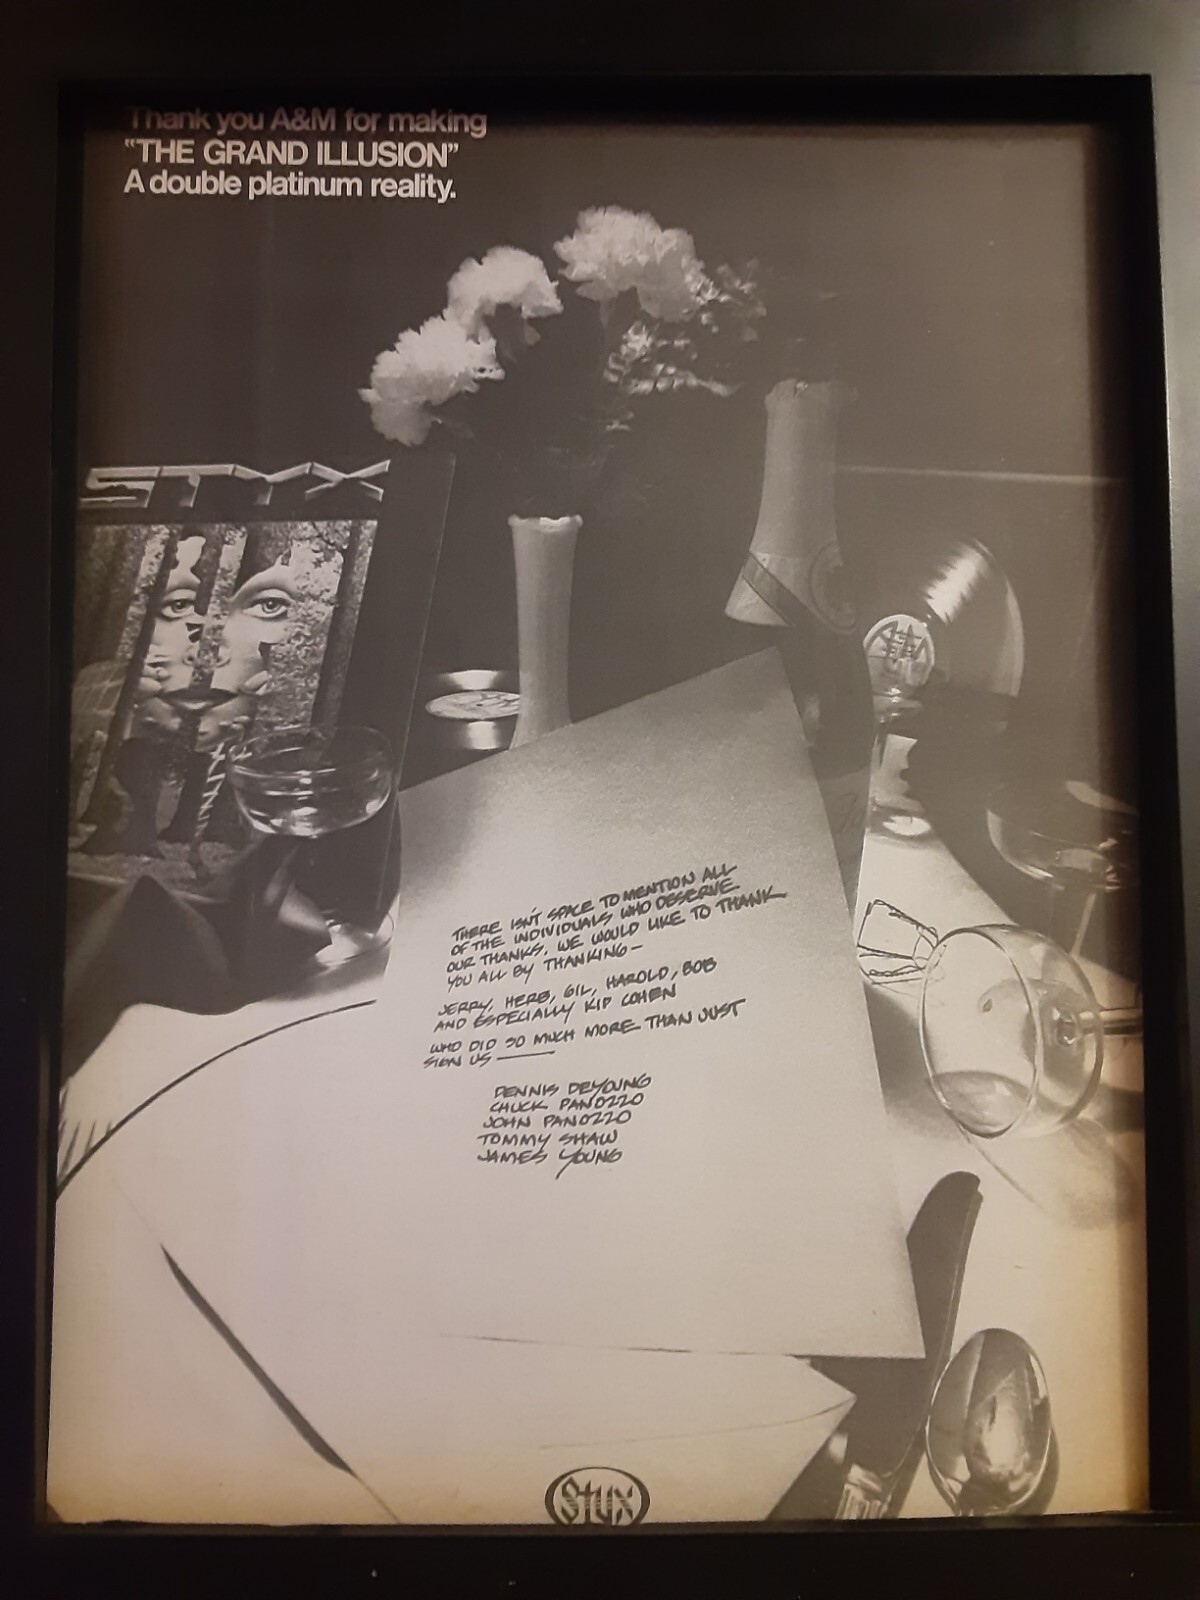 Thank you A&M for making
"THE GRAND ILLUSION"
A double platinum reality.
STYX
A&M
THERE ISN'T SPACE TO MENTION ALL
OF THE INDIVIDUALS WHO DESERVE
OUR THANKS. WE WOULD LIKE TO THANK
YOU ALL BY THANKING—
JERRY, HERB, GIL, HAROLD, BOB
AND ESPECIALLY KIP COHEN
WHO DID SO MUCH MORE THAN JUST
SIGN US ——
DENNIS DEYOUNG
CHUCK PANOZZO
JOHN PANOZZO
TOMMY SHAW
JAMES YOUNG
STYX